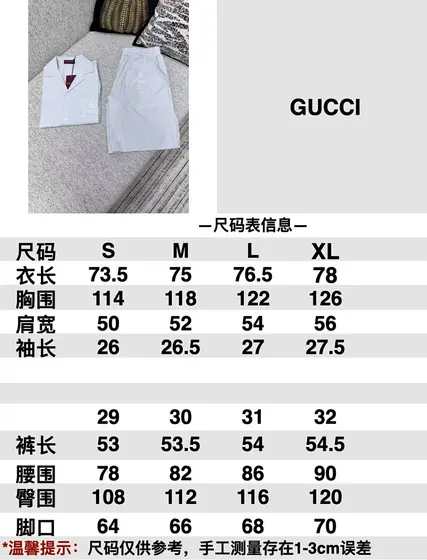 GUCCI
—尺码表信息—
尺码 S M L XL
衣长 73.5 75 76.5 78
胸围 114 118 122 126
肩宽 50 52 54 56
袖长 26 26.5 27 27.5
29 30 31 32
裤长 53 53.5 54 54.5
腰围 78 82 86 90
臀围 108 112 116 120
脚口 64 66 68 70
*温馨提示：尺码仅供参考，手工测量存在1-3cm误差